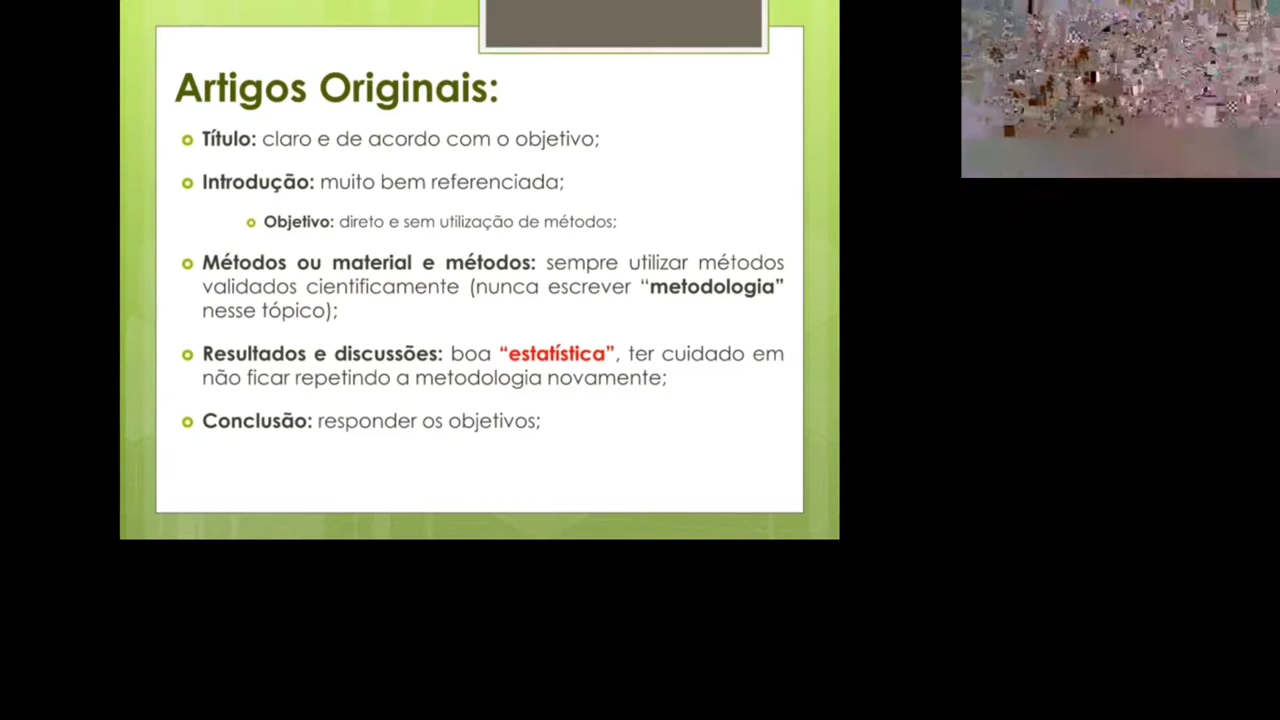 Artigos Originais:
Título: claro e de acordo com o objetivo;
Introdução: muito bem referenciada;
Objetivo: direto e sem utilização de métodos;
Métodos ou material e métodos: sempre utilizar métodos
validados cientificamente (nunca escrever “metodologia”
nesse tópico);
Resultados e discussões: boa “estatística”, ter cuidado em
não ficar repetindo a metodologia novamente;
Conclusão: responder os objetivos;